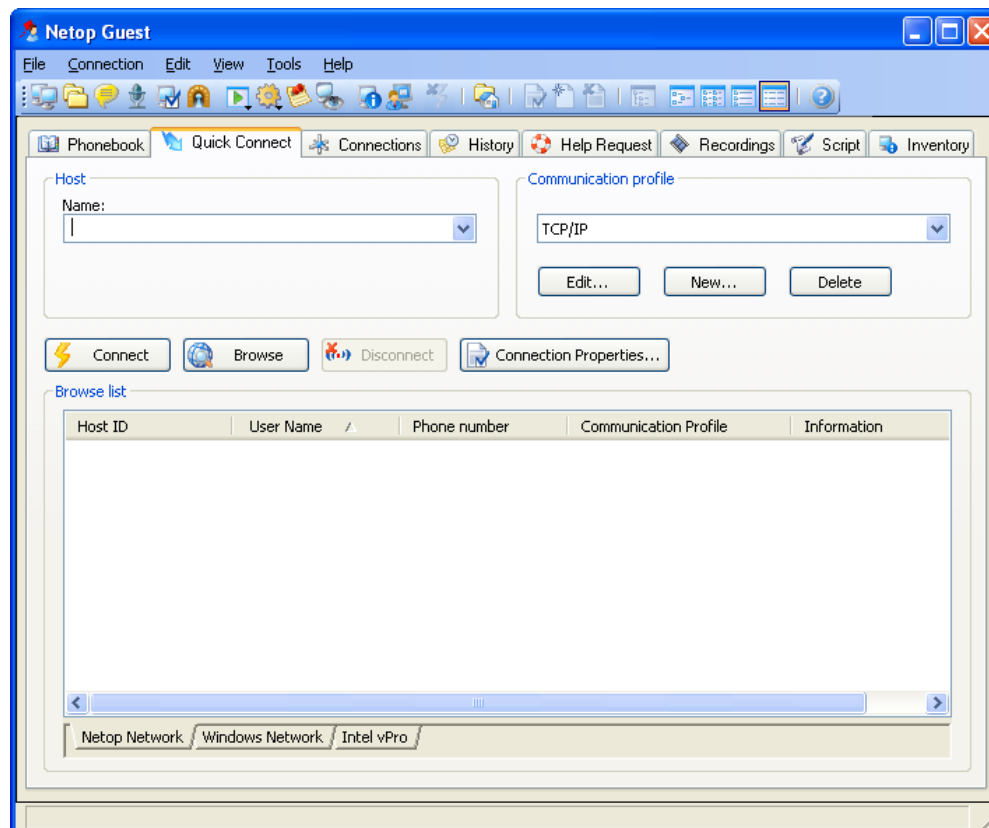 Netop Guest
File Connection Edit View Tools Help
Phonebook Quick Connect Connections History Help Request Recordings Script Inventory
Host Communication profile
Name:
TCP/IP
Edit... New... Delete
Connect Browse Disconnect Connection Properties...
Browse list
Host ID User Name Phone number Communication Profile Information
Netop Network Windows Network Intel vPro